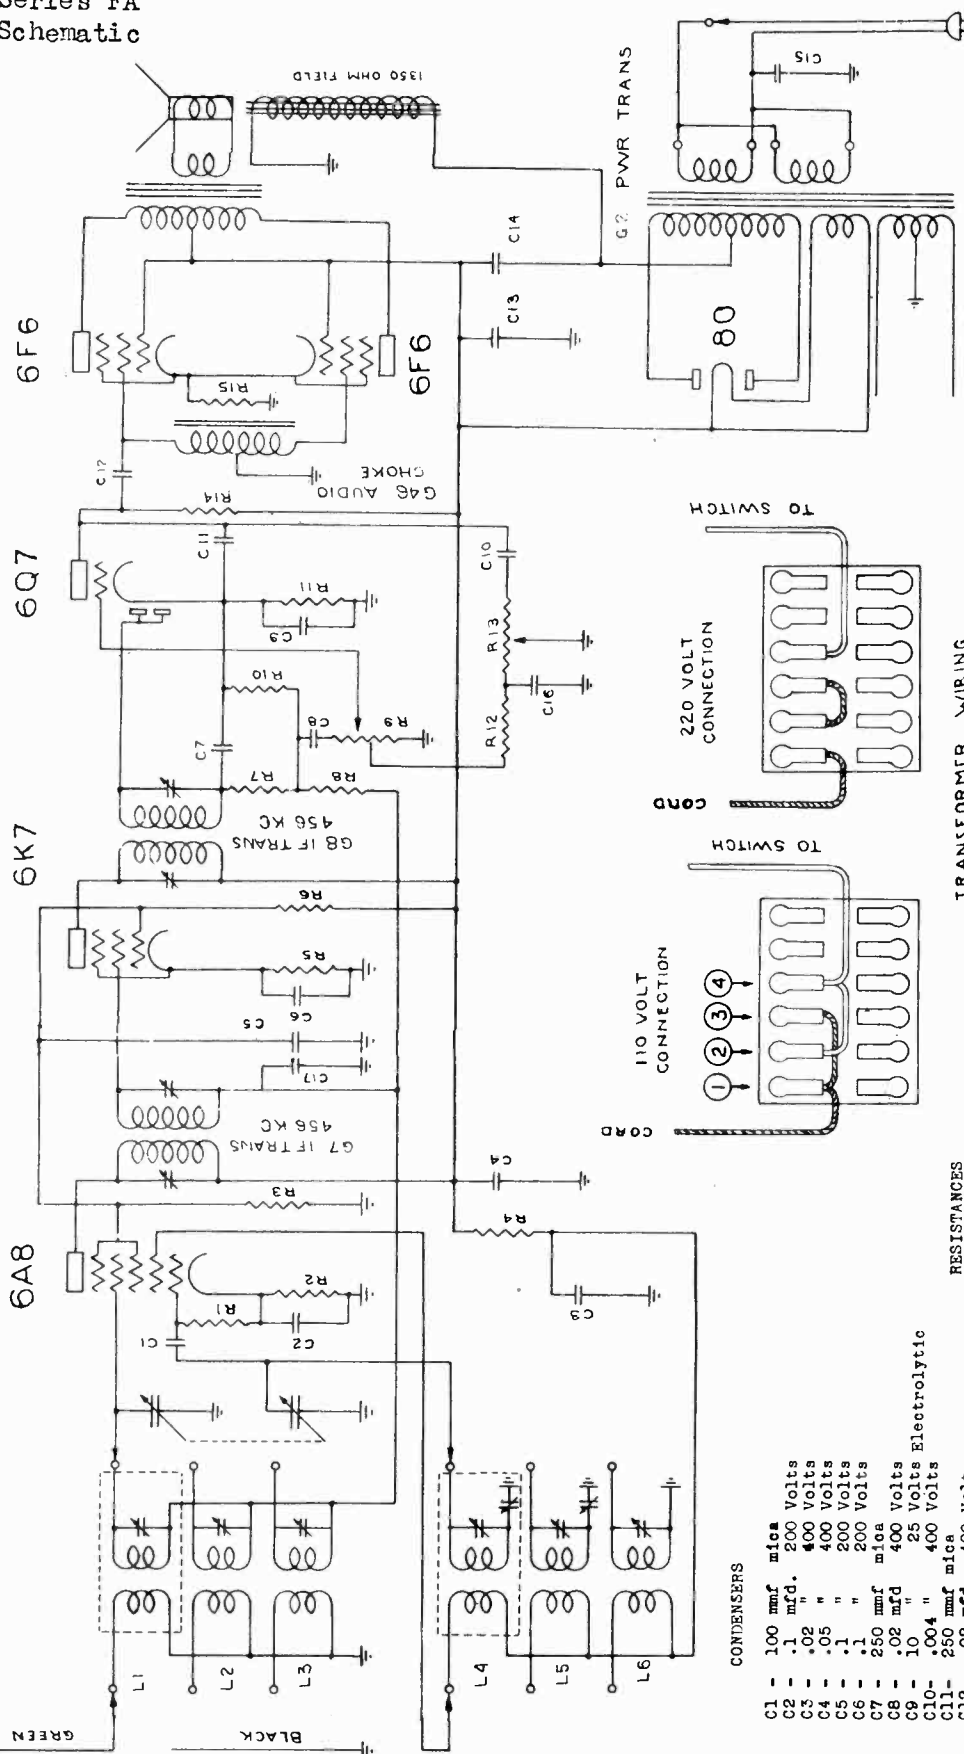 Series FA
Schematic
6A8
6K7
6Q7
6F6
6F6
80
GREEN
BLACK
L1
L2
L3
L4
L5
L6
C1
R1
C2
R2
R3
G7 IF TRANS
456 KC
C17
C5
C6
R5
R6
G8 IF TRANS
456 KC
R7
R8
C7
R10
C8
R9
C9
R11
C11
R14
C12
G46 AUDIO
CHOKE
R15
1350 OHM FIELD
C3
R4
C4
R12
C16
R13
C10
C13
C14
PWR TRANS
C15
110 VOLT
CONNECTION
CORD
TO SWITCH
1
2
3
4
220 VOLT
CONNECTION
CORD
TO SWITCH
TRANSFORMER WIRING
CONDENSERS
C1 - 100 mmf mica
C2 - .1 mfd. 200 Volts
C3 - .02 " 400 Volts
C4 - .05 " 400 Volts
C5 - .1 " 200 Volts
C6 - .1 " 200 Volts
C7 - 250 mmf mica
C8 - .02 mfd 400 Volts
C9 - 10 " 25 Volts Electrolytic
C10- .004 " 400 Volts
C11- 250 mmf mica
RESISTANCES